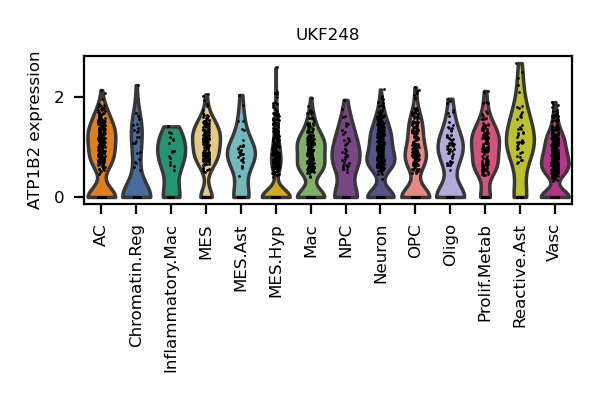 UKF248
ATP1B2 expression
2
0
AC
Chromatin.Reg
Inflammatory.Mac
MES
MES.Ast
MES.Hyp
Mac
NPC
Neuron
OPC
Oligo
Prolif.Metab
Reactive.Ast
Vasc